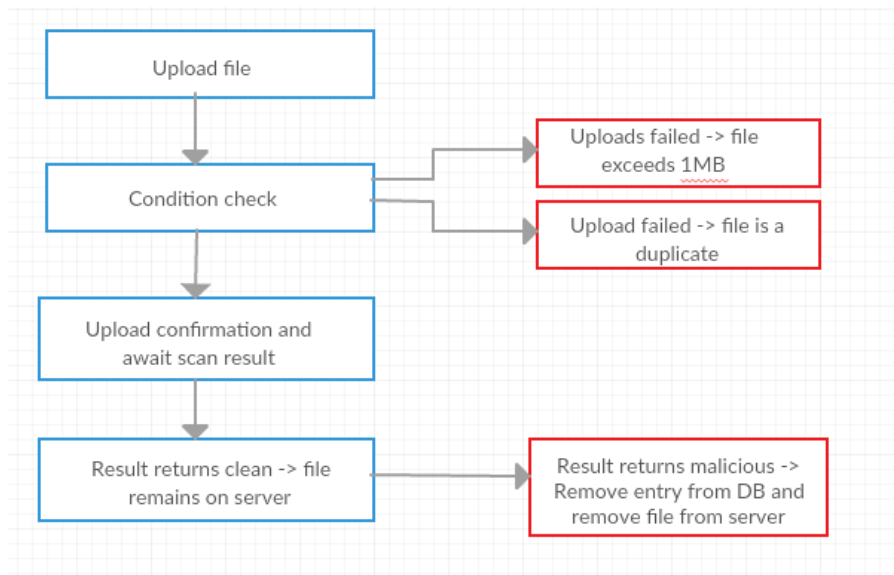 Upload file
Uploads failed -> file
exceeds 1MB
Condition check
Upload failed -> file is a
duplicate
Upload confirmation and
await scan result
Result returns clean -> file
remains on server
Result returns malicious ->
Remove entry from DB and
remove file from server